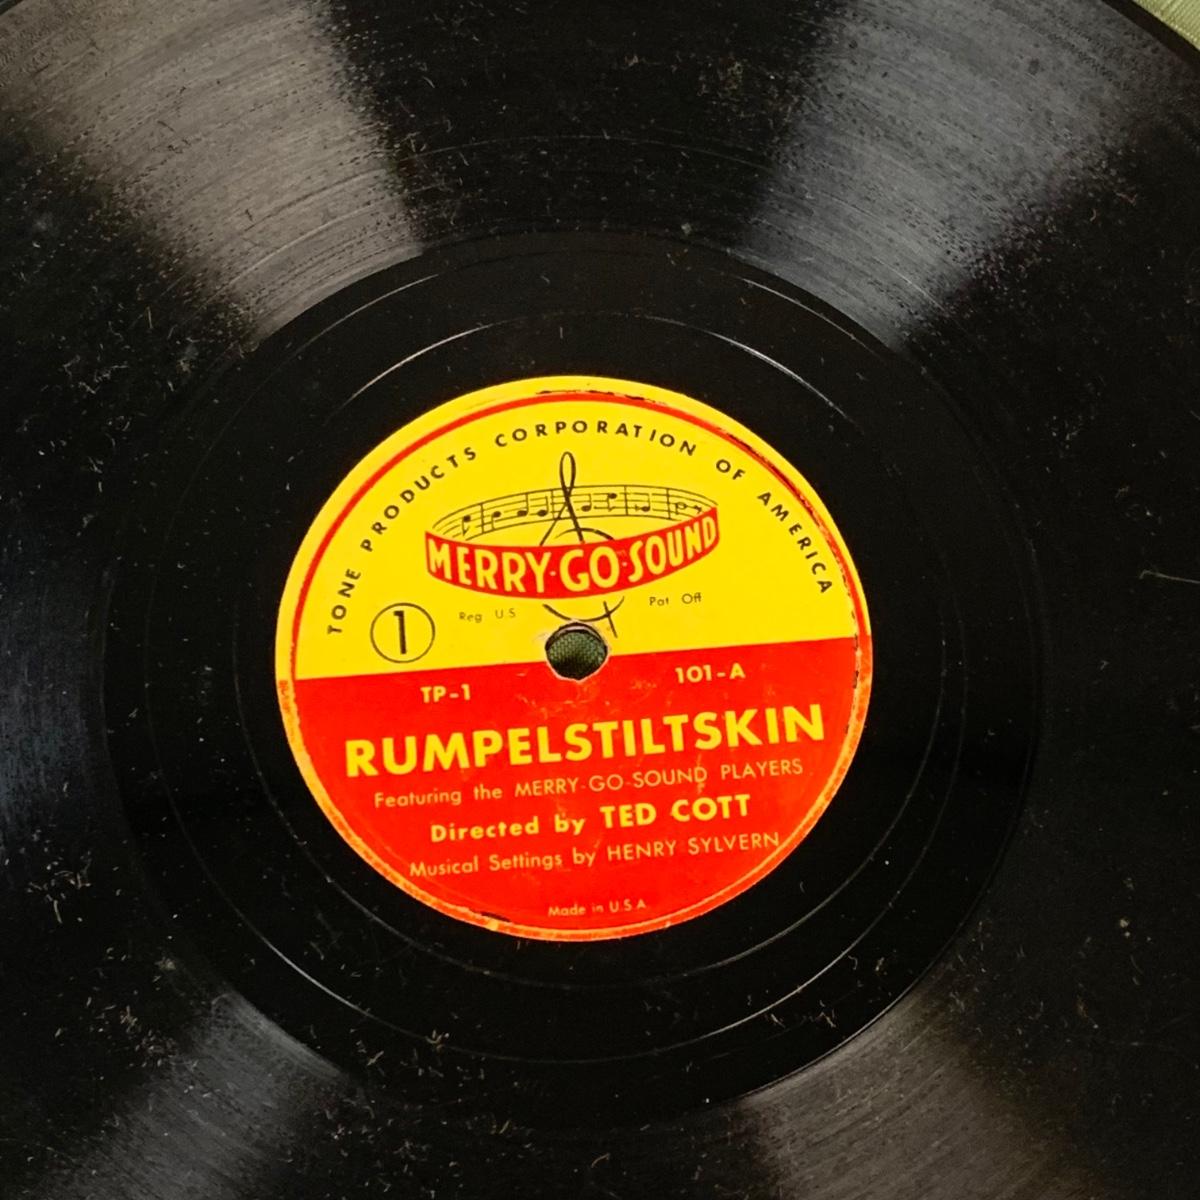 TONE PRODUCTS CORPORATION OF AMERICA
MERRY-GO-SOUND
Reg U.S. Pat Off
1
TP-1 101-A
RUMPELSTILTSKIN
Featuring the MERRY-GO-SOUND PLAYERS
Directed by TED COTT
Musical Settings by HENRY SYLVERN
Made in U.S.A.